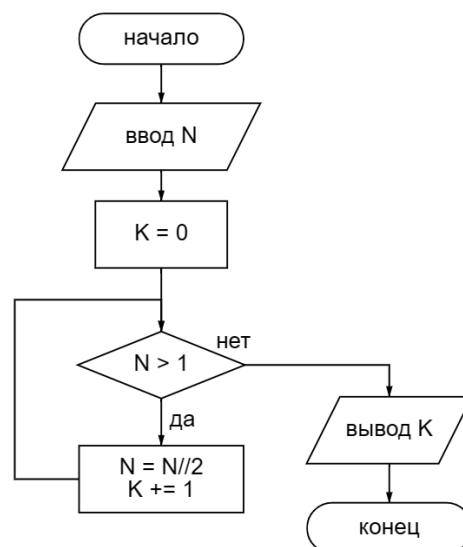 начало
ввод N
K = 0
N > 1
нет
да
N = N//2
K += 1
вывод K
конец